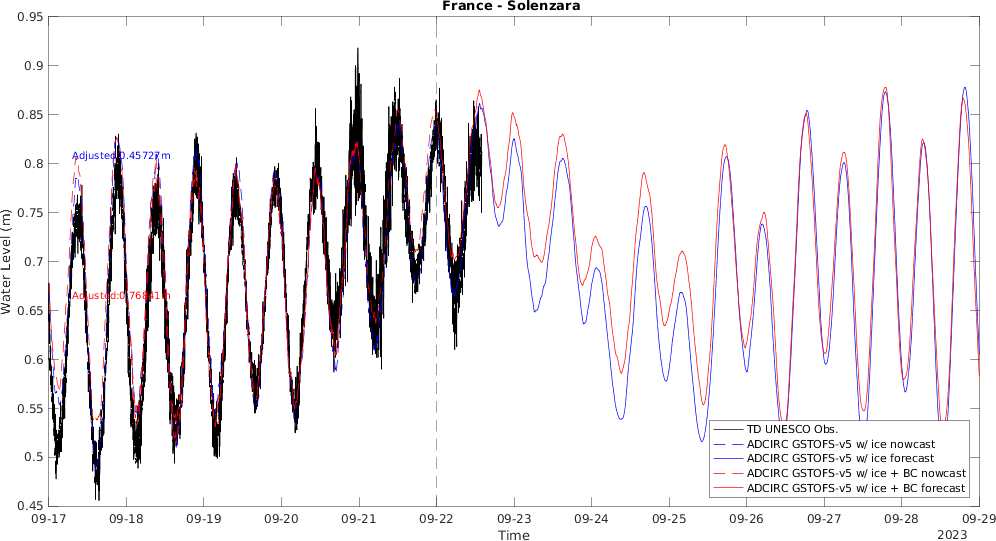 France - Solenzara
0.95
0.9
0.85
0.8
0.75
0.7
0.65
0.6
0.55
0.5
0.45
Water Level (m)
Adjusted:0.45727m
Adjusted:0.76841m
TD UNESCO Obs.
ADCIRC GSTOFS-v5 w/ ice nowcast
ADCIRC GSTOFS-v5 w/ ice forecast
ADCIRC GSTOFS-v5 w/ ice + BC nowcast
ADCIRC GSTOFS-v5 w/ ice + BC forecast
09-17 09-18 09-19 09-20 09-21 09-22 09-23 09-24 09-25 09-26 09-27 09-28 09-29
Time
2023